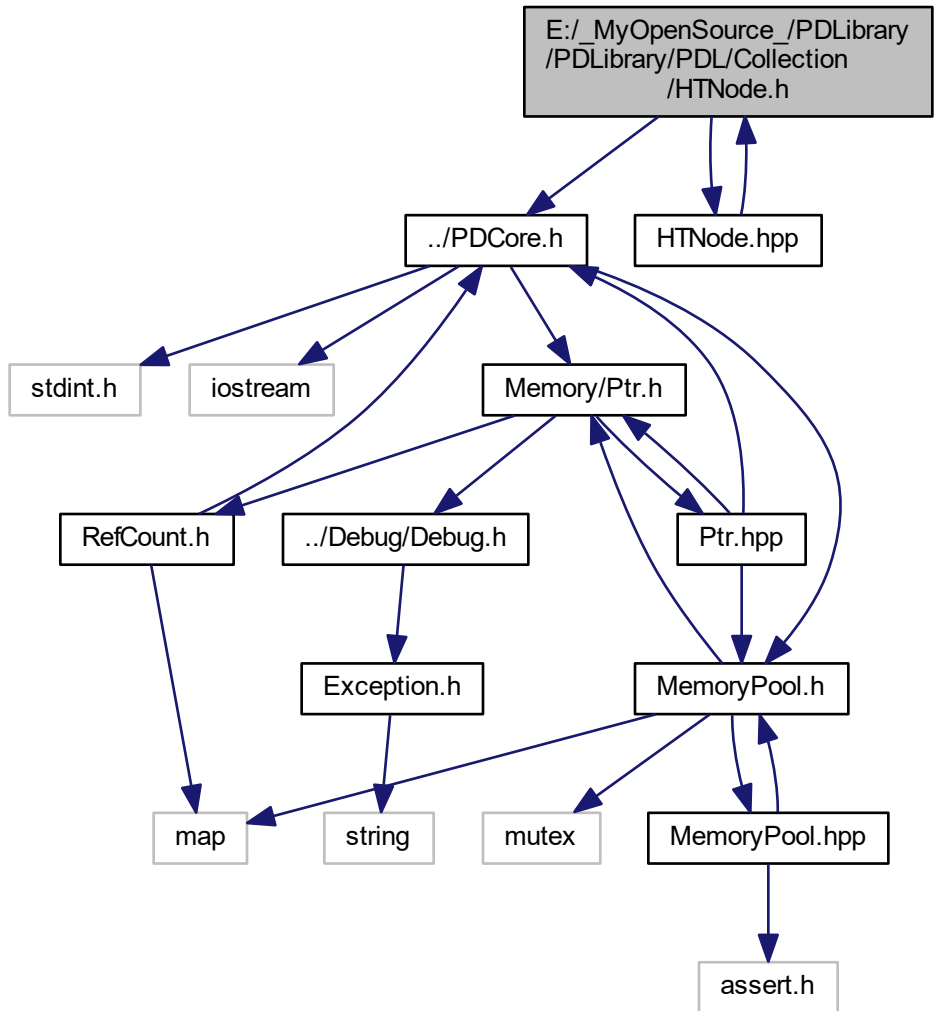 E:/_MyOpenSource_/PDLibrary
/PDLibrary/PDL/Collection
/HTNode.h
../PDCore.h
HTNode.hpp
stdint.h
iostream
Memory/Ptr.h
RefCount.h
../Debug/Debug.h
Ptr.hpp
Exception.h
MemoryPool.h
map
string
mutex
MemoryPool.hpp
assert.h